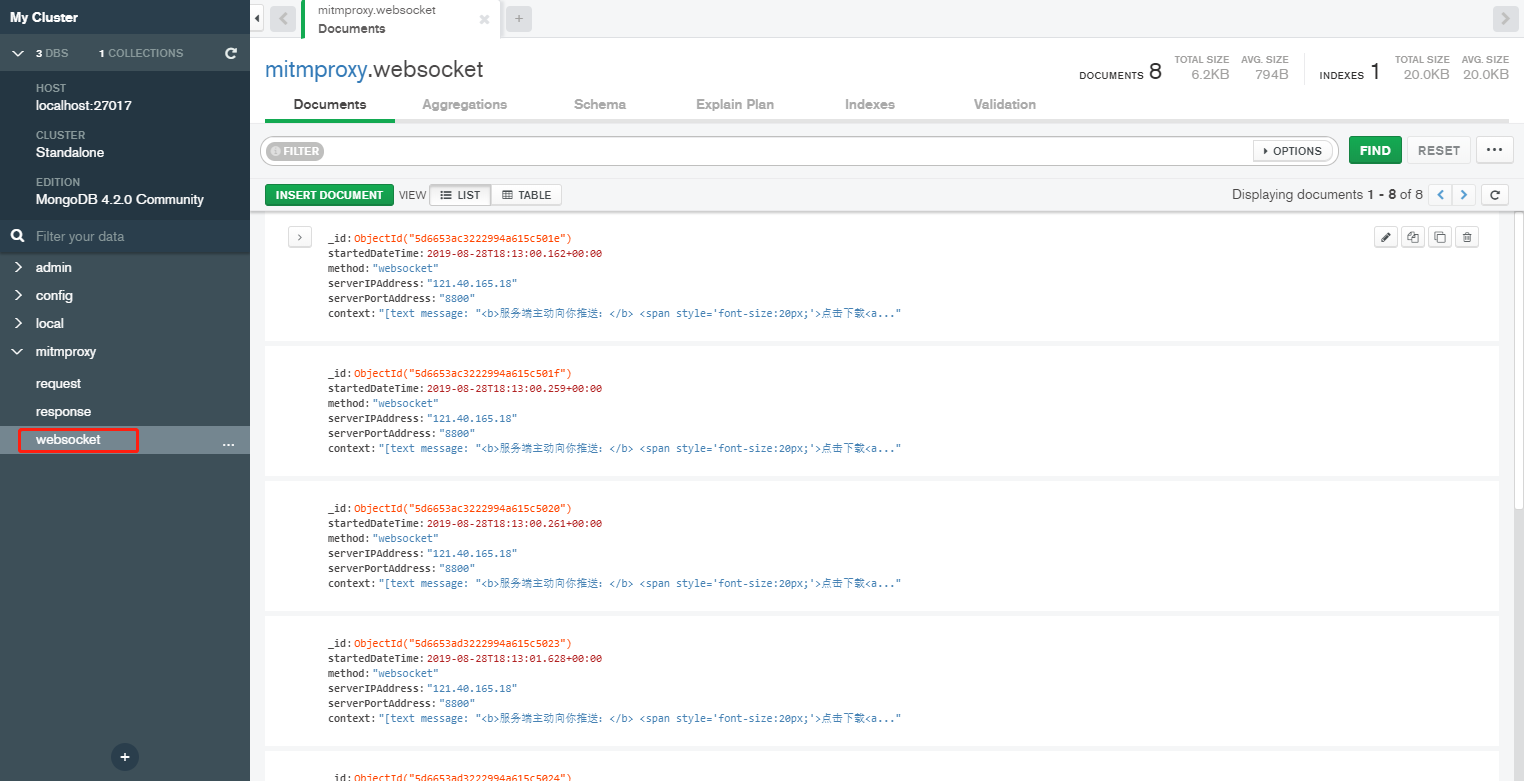 My Cluster
3 DBS 1 COLLECTIONS
HOST
localhost:27017
CLUSTER
Standalone
EDITION
MongoDB 4.2.0 Community
Filter your data
admin
config
local
mitmproxy
request
response
websocket
...
+
mitmproxy.websocket
Documents
+
mitmproxy.websocket
DOCUMENTS 8 TOTAL SIZE 6.2KB AVG. SIZE 794B INDEXES 1 TOTAL SIZE 20.0KB AVG. SIZE 20.0KB
Documents Aggregations Schema Explain Plan Indexes Validation
FILTER OPTIONS FIND RESET ...
INSERT DOCUMENT VIEW LIST TABLE Displaying documents 1 - 8 of 8
_id: ObjectId("5d6653ac3222994a615c501e")
startedDateTime: 2019-08-28T18:13:00.162+00:00
method: "websocket"
serverIPAddress: "121.40.165.18"
serverPortAddress: "8800"
context: "[text message: "<b>服务端主动向你推送：</b> <span style='font-size:20px;'>点击下载<a..."
_id: ObjectId("5d6653ac3222994a615c501f")
startedDateTime: 2019-08-28T18:13:00.259+00:00
method: "websocket"
serverIPAddress: "121.40.165.18"
serverPortAddress: "8800"
context: "[text message: "<b>服务端主动向你推送：</b> <span style='font-size:20px;'>点击下载<a..."
_id: ObjectId("5d6653ac3222994a615c5020")
startedDateTime: 2019-08-28T18:13:00.261+00:00
method: "websocket"
serverIPAddress: "121.40.165.18"
serverPortAddress: "8800"
context: "[text message: "<b>服务端主动向你推送：</b> <span style='font-size:20px;'>点击下载<a..."
_id: ObjectId("5d6653ad3222994a615c5023")
startedDateTime: 2019-08-28T18:13:01.628+00:00
method: "websocket"
serverIPAddress: "121.40.165.18"
serverPortAddress: "8800"
context: "[text message: "<b>服务端主动向你推送：</b> <span style='font-size:20px;'>点击下载<a..."
_id: ObjectId("5d6653ad3222994a615c5024")